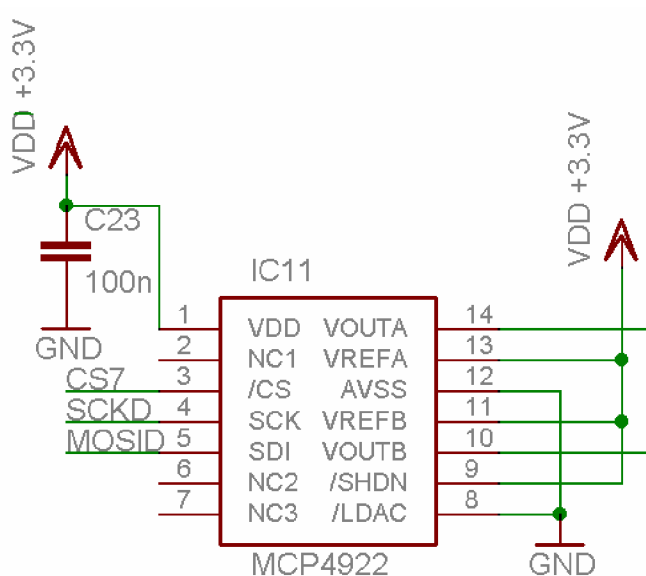 VDD +3.3V
VDD +3.3V
C23
100n
GND
IC11
1 VDD VOUTA 14
2 NC1 VREFA 13
CS7 3 /CS AVSS 12
SCKD 4 SCK VREFB 11
MOSID 5 SDI VOUTB 10
6 NC2 /SHDN 9
7 NC3 /LDAC 8
MCP4922
GND